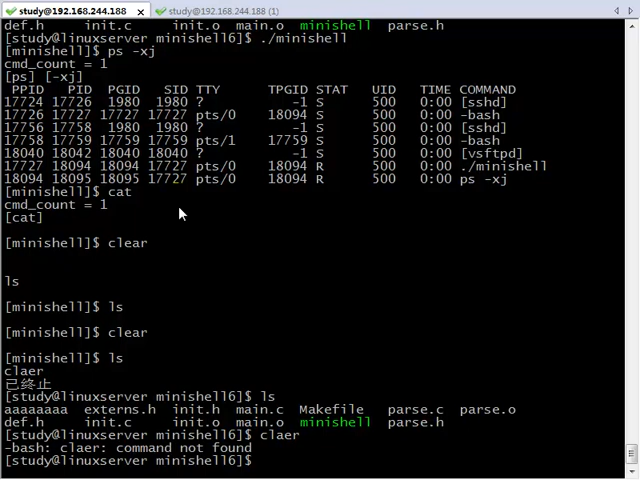 study@192.168.244.188 × study@192.168.244.188 (1)
def.h init.c init.o main.o minishell parse.h
[study@linuxserver minishell6]$ ./minishell
[minishell]$ ps -xj
cmd_count = 1
[ps] [-xj]
PPID PID PGID SID TTY TPGID STAT UID TIME COMMAND
17724 17726 1980 1980 ? -1 S 500 0:00 [sshd]
17726 17727 17727 17727 pts/0 18094 S 500 0:00 -bash
17756 17758 1980 1980 ? -1 S 500 0:00 [sshd]
17758 17759 17759 17759 pts/1 17759 S 500 0:00 -bash
18040 18042 18040 18040 ? -1 S 500 0:00 [vsftpd]
17727 18094 18094 17727 pts/0 18094 R 500 0:00 ./minishell
18094 18095 18095 17727 pts/0 18094 R 500 0:00 ps -xj
[minishell]$ cat
cmd_count = 1
[cat]
[minishell]$ clear
ls
[minishell]$ ls
[minishell]$ clear
[minishell]$ ls
claer
已终止
[study@linuxserver minishell6]$ ls
aaaaaaaa externs.h init.h main.c Makefile parse.c parse.o
def.h init.c init.o main.o minishell parse.h
[study@linuxserver minishell6]$ claer
-bash: claer: command not found
[study@linuxserver minishell6]$